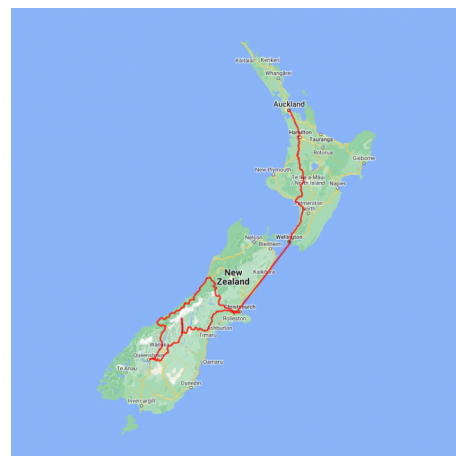 Kaitaia
Kerikeri
Whangārei
Auckland
Hamilton
Tauranga
Rotorua
Gisborne
New Plymouth
Te Ika-a-Māui
North Island
Napier
Palmerston
North
Nelson
Wellington
Blenheim
New
Zealand
Kaikōura
Christchurch
Rolleston
Ashburton
Timaru
Wānaka
Queenstown
Oamaru
Te Anau
Dunedin
Invercargill